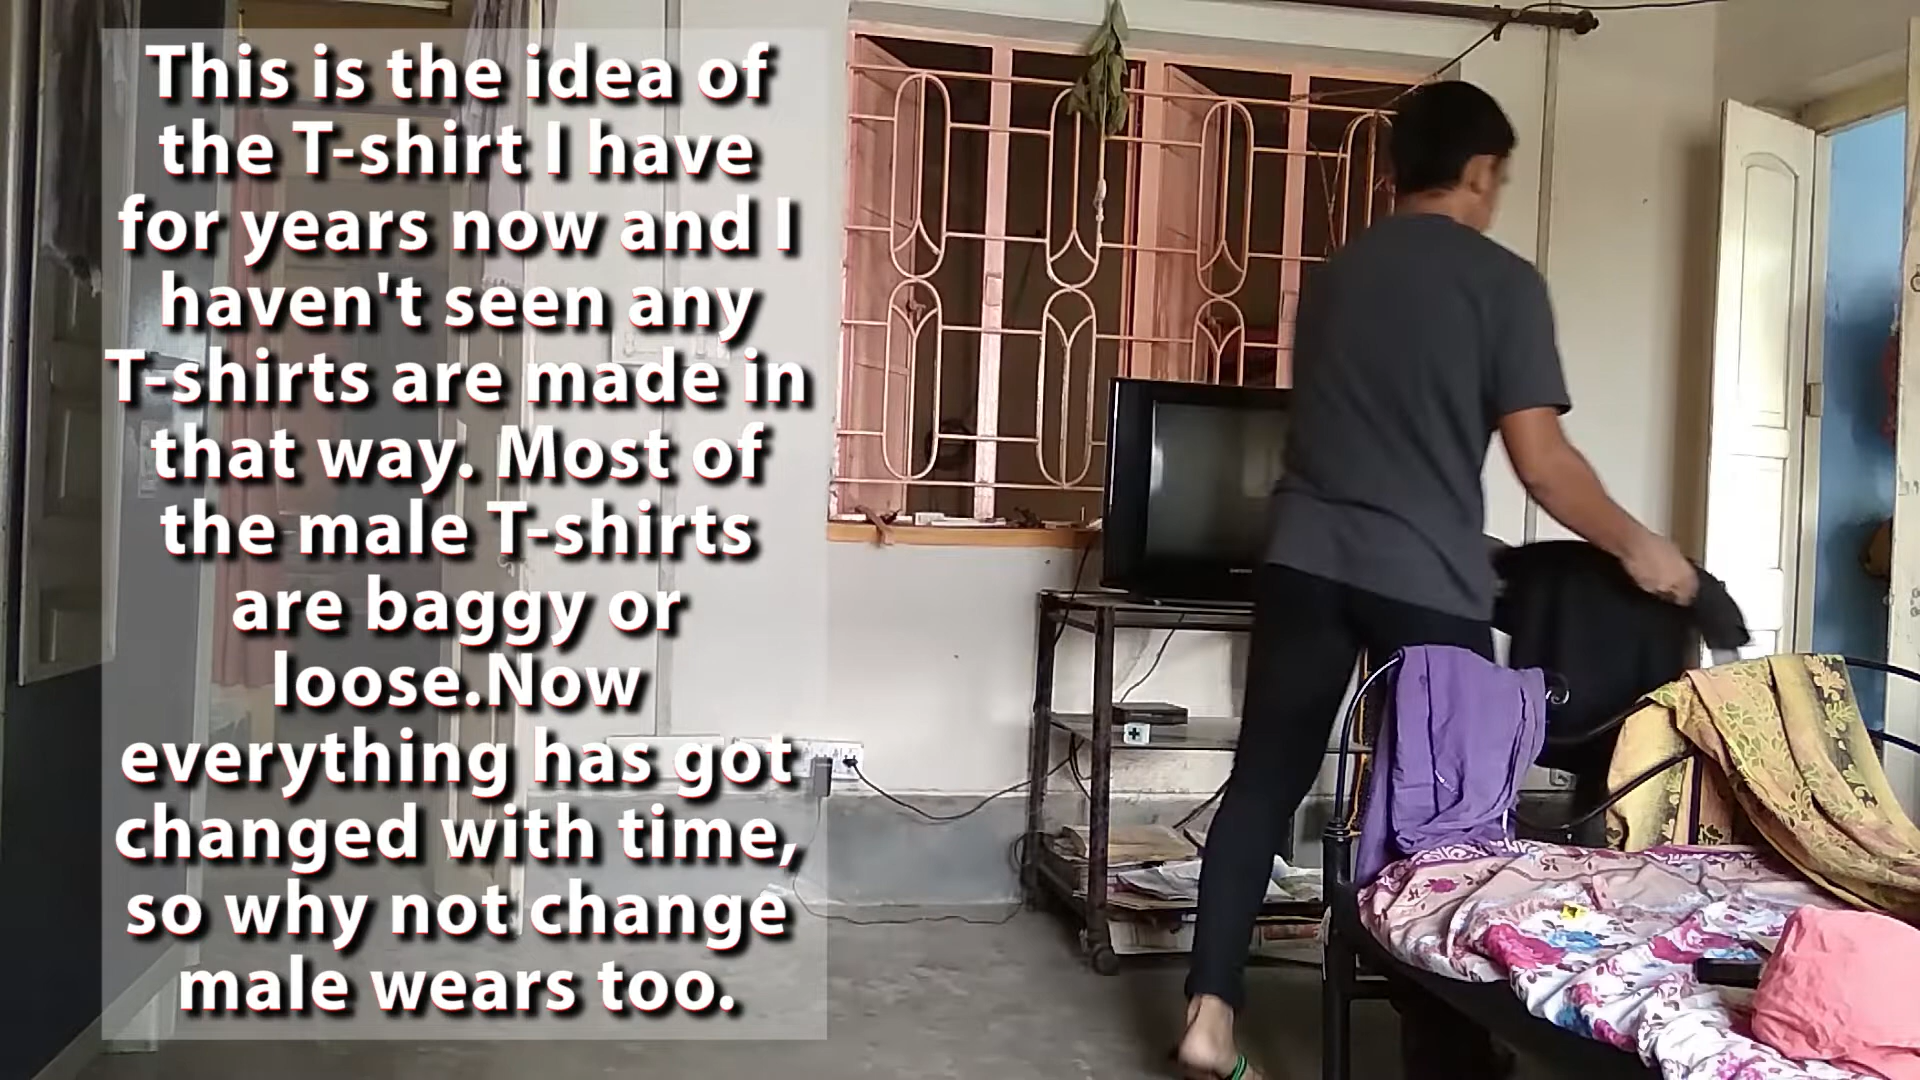 This is the idea of
the T-shirt I have
for years now and I
haven't seen any
T-shirts are made in
that way. Most of
the male T-shirts
are baggy or
loose.Now
everything has got
changed with time,
so why not change
male wears too.